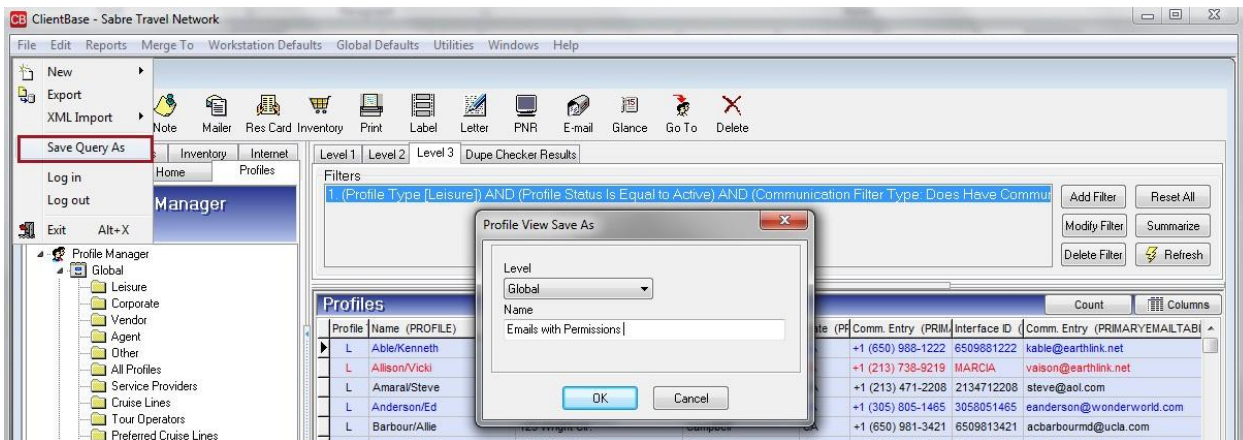 CB ClientBase - Sabre Travel Network
File Edit Reports Merge To Workstation Defaults Global Defaults Utilities Windows Help
New
Export
XML Import
Save Query As
Log in
Log out
Exit Alt+X
Note Mailer Res Card Inventory Print Label Letter PNR E-mail Glance Go To Delete
Inventory Internet
Home Profiles
Manager
Level 1 Level 2 Level 3 Dupe Checker Results
Filters
1. (Profile Type [Leisure]) AND (Profile Status Is Equal to Active) AND (Communication Filter Type: Does Have Commun
Add Filter Reset All
Modify Filter Summarize
Delete Filter Refresh
Profile View Save As
Level
Global
Name
Emails with Permissions
OK Cancel
Profile Manager
Global
Leisure
Corporate
Vendor
Agent
Other
All Profiles
Service Providers
Cruise Lines
Tour Operators
Preferred Cruise Lines
Profiles
Count Columns
Profile Name (PROFILE) Comm. Entry (PRIM Interface ID ( Comm. Entry (PRIMARYEMAILTABL
L Able/Kenneth +1 (650) 988-1222 6509881222 kable@earthlink.net
L Allison/Vicki +1 (213) 738-9219 MARCIA vaison@earthlink.net
L Amaral/Steve +1 (213) 471-2208 2134712208 steve@aol.com
L Anderson/Ed +1 (305) 805-1465 3058051465 eanderson@wonderworld.com
L Barbour/Allie +1 (650) 981-3421 6509813421 acbarbourmd@ucla.com